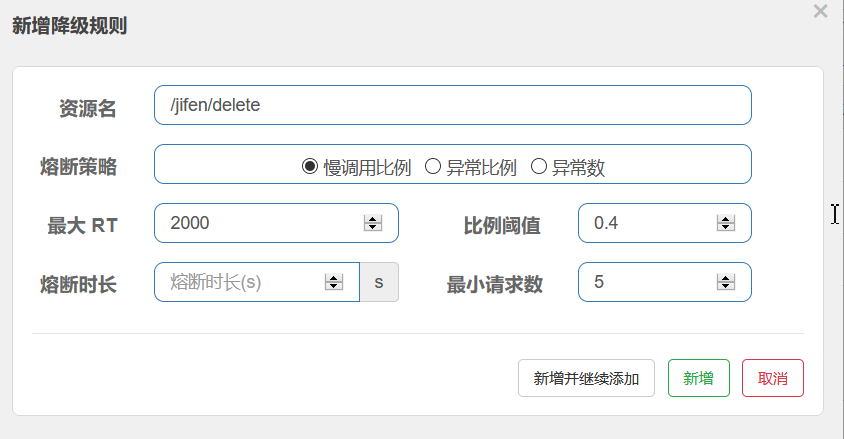 新增降级规则
资源名 /jifen/delete
熔断策略 慢调用比例 异常比例 异常数
最大 RT 2000 比例阈值 0.4
熔断时长 熔断时长(s) s 最小请求数 5
新增并继续添加 新增 取消